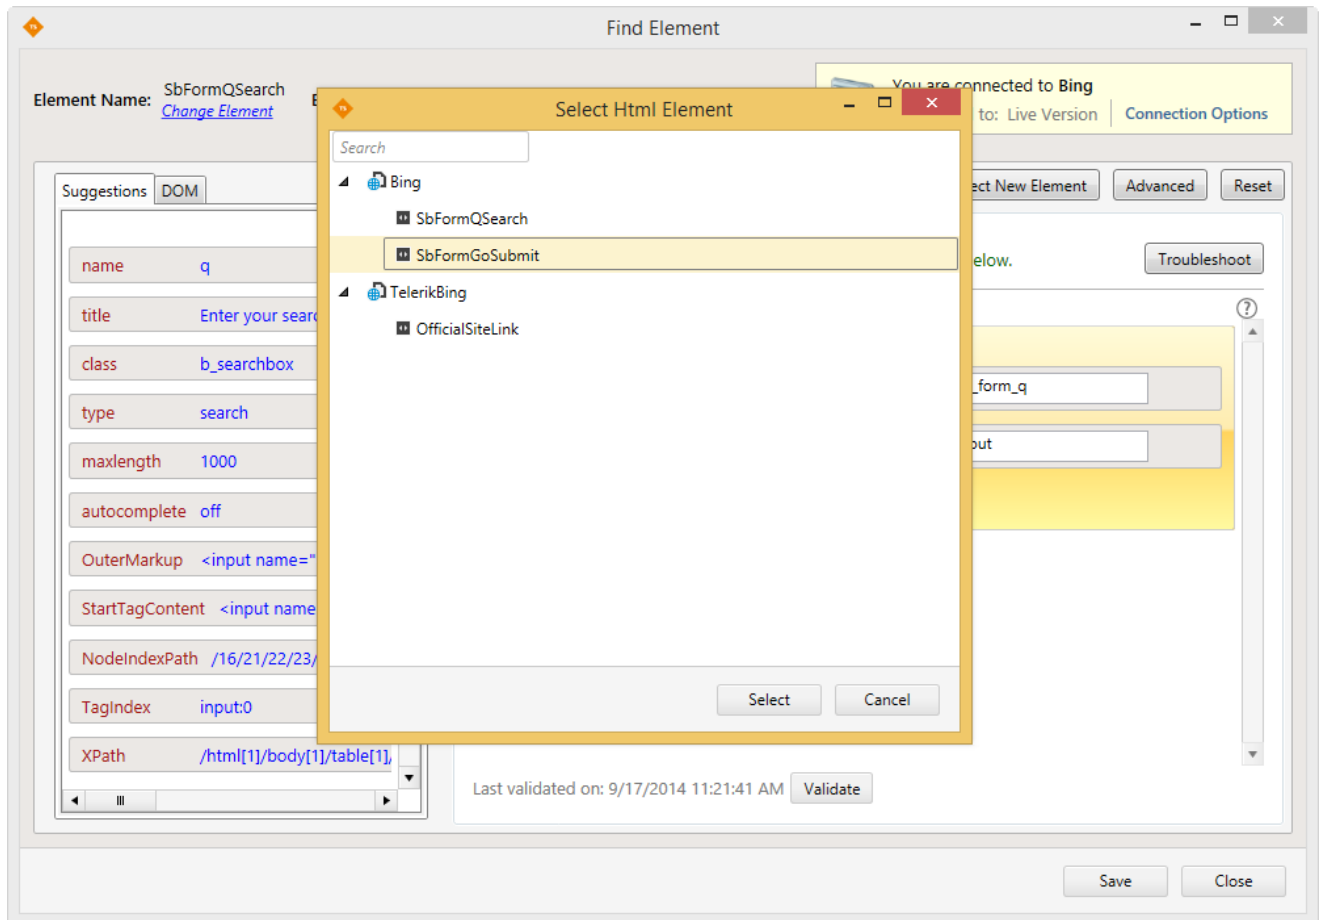 Find Element
Element Name: SbFormQSearch
Change Element
You are connected to Bing
to: Live Version Connection Options
Select Html Element
Search
Bing
SbFormQSearch
SbFormGoSubmit
TelerikBing
OfficialSiteLink
Select Cancel
Suggestions DOM
New Element Advanced Reset
Troubleshoot
name q
title Enter your
class b_searchbox
type search
maxlength 1000
autocomplete off
OuterMarkup <input name="
StartTagContent <input name
NodeIndexPath /16/21/22/23/
TagIndex input:0
XPath /html[1]/body[1]/table[1]/
_form_q
Last validated on: 9/17/2014 11:21:41 AM Validate
Save Close